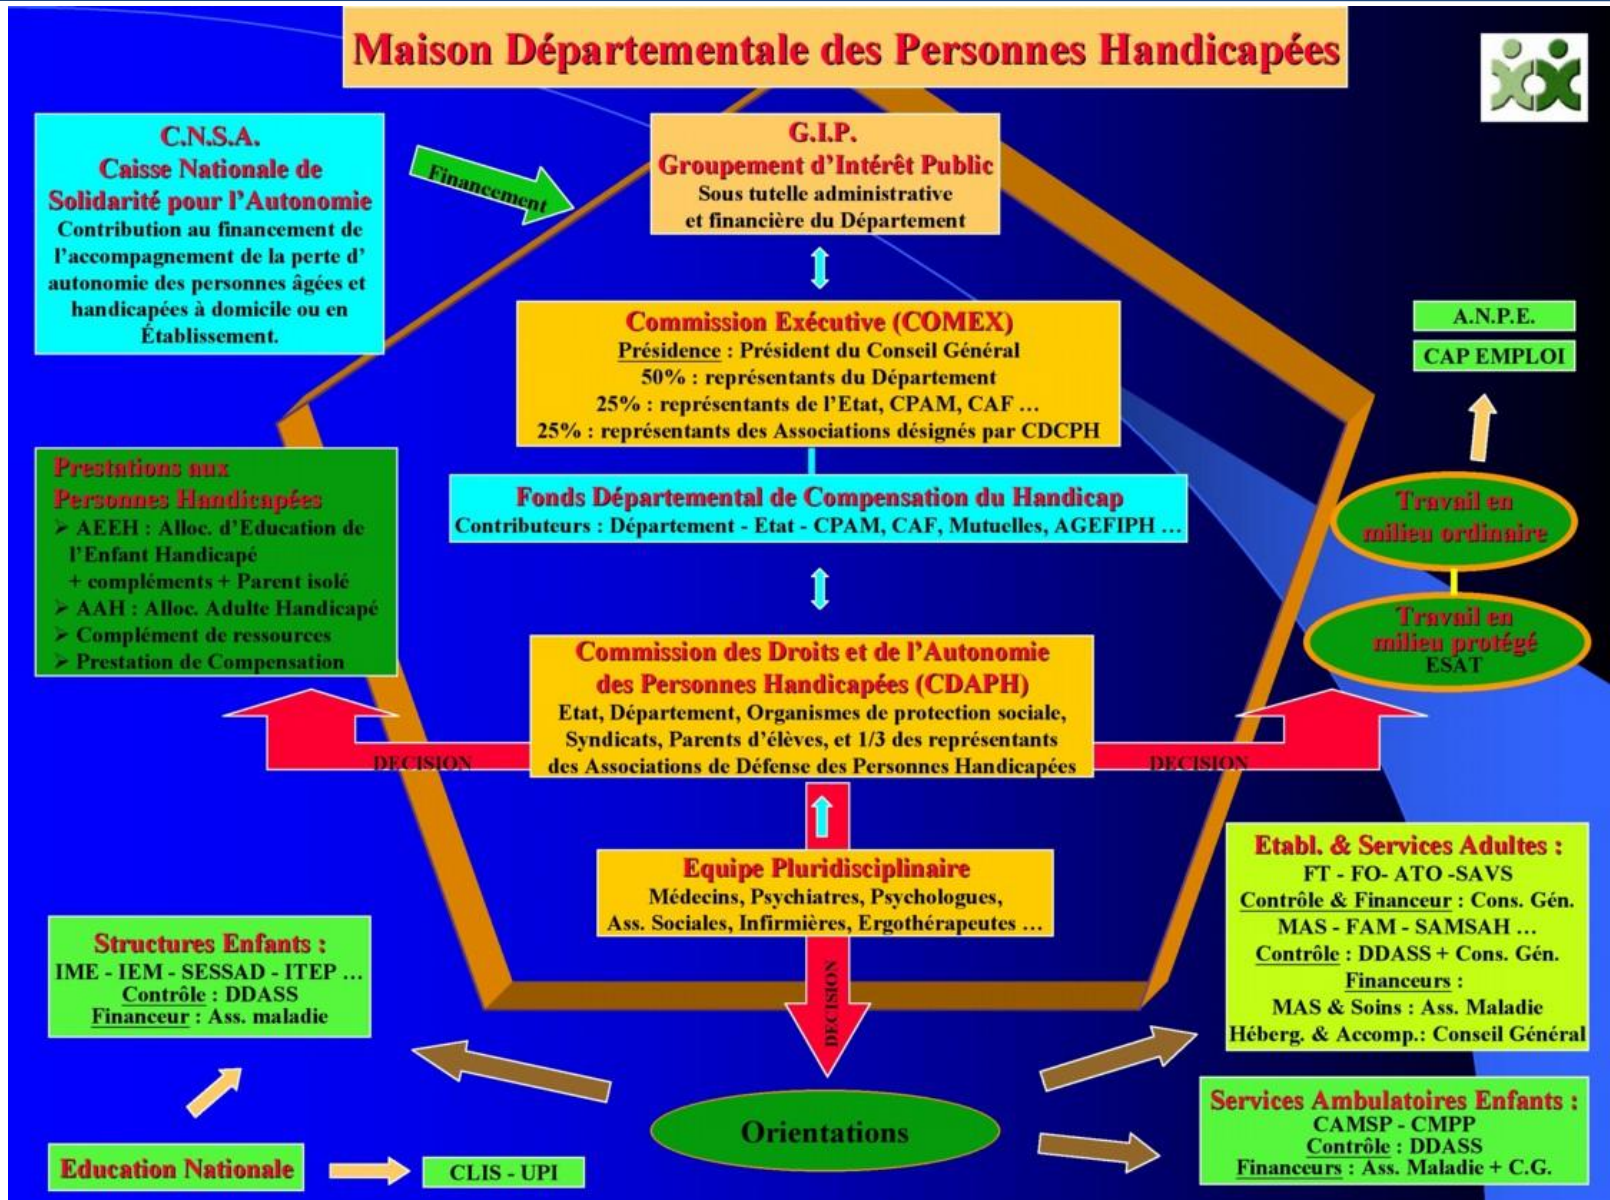 Maison Départementale des Personnes Handicapées
C.N.S.A.
Caisse Nationale de
Solidarité pour l’Autonomie
Contribution au financement de
l’accompagnement de la perte d’
autonomie des personnes âgées et
handicapées à domicile ou en
Établissement.
Financement
G.I.P.
Groupement d’Intérêt Public
Sous tutelle administrative
et financière du Département
Commission Exécutive (COMEX)
Présidence : Président du Conseil Général
50% : représentants du Département
25% : représentants de l’Etat, CPAM, CAF …
25% : représentants des Associations désignés par CDCPH
A.N.P.E.
CAP EMPLOI
Fonds Départemental de Compensation du Handicap
Contributeurs : Département - Etat - CPAM, CAF, Mutuelles, AGEFIPH …
Prestations aux
Personnes Handicapées
➢ AEEH : Alloc. d’Education de
l’Enfant Handicapé
+ compléments + Parent isolé
➢ AAH : Alloc. Adulte Handicapé
➢ Complément de ressources
➢ Prestation de Compensation
Travail en
milieu ordinaire
Travail en
milieu protégé
ESAT
Commission des Droits et de l’Autonomie
des Personnes Handicapées (CDAPH)
Etat, Département, Organismes de protection sociale,
Syndicats, Parents d’élèves, et 1/3 des représentants
des Associations de Défense des Personnes Handicapées
DECISION
DECISION
Equipe Pluridisciplinaire
Médecins, Psychiatres, Psychologues,
Ass. Sociales, Infirmières, Ergothérapeutes …
DECISION
Etabl. & Services Adultes :
FT - FO- ATO -SAVS
Contrôle & Financeur : Cons. Gén.
MAS - FAM - SAMSAH …
Contrôle : DDASS + Cons. Gén.
Financeurs :
MAS & Soins : Ass. Maladie
Héberg. & Accomp.: Conseil Général
Structures Enfants :
IME - IEM - SESSAD - ITEP …
Contrôle : DDASS
Financeur : Ass. maladie
Orientations
Services Ambulatoires Enfants :
CAMSP - CMPP
Contrôle : DDASS
Financeurs : Ass. Maladie + C.G.
Education Nationale
CLIS - UPI